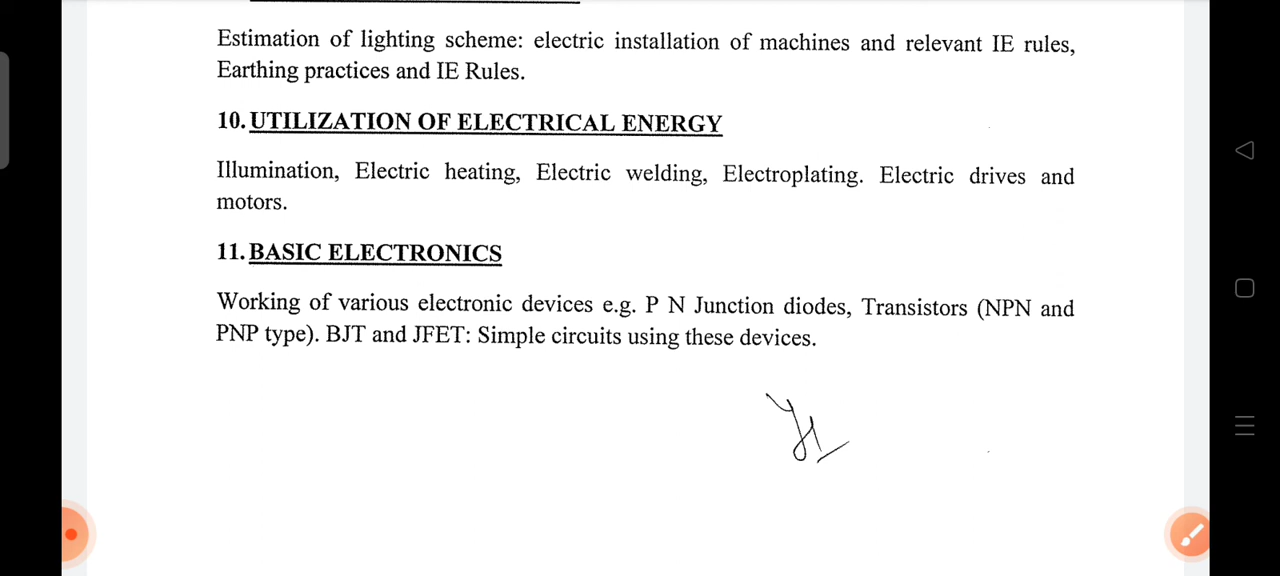 Estimation of lighting scheme: electric installation of machines and relevant IE rules,
Earthing practices and IE Rules.
10. UTILIZATION OF ELECTRICAL ENERGY
Illumination, Electric heating, Electric welding, Electroplating. Electric drives and
motors.
11. BASIC ELECTRONICS
Working of various electronic devices e.g. P N Junction diodes, Transistors (NPN and
PNP type). BJT and JFET: Simple circuits using these devices.